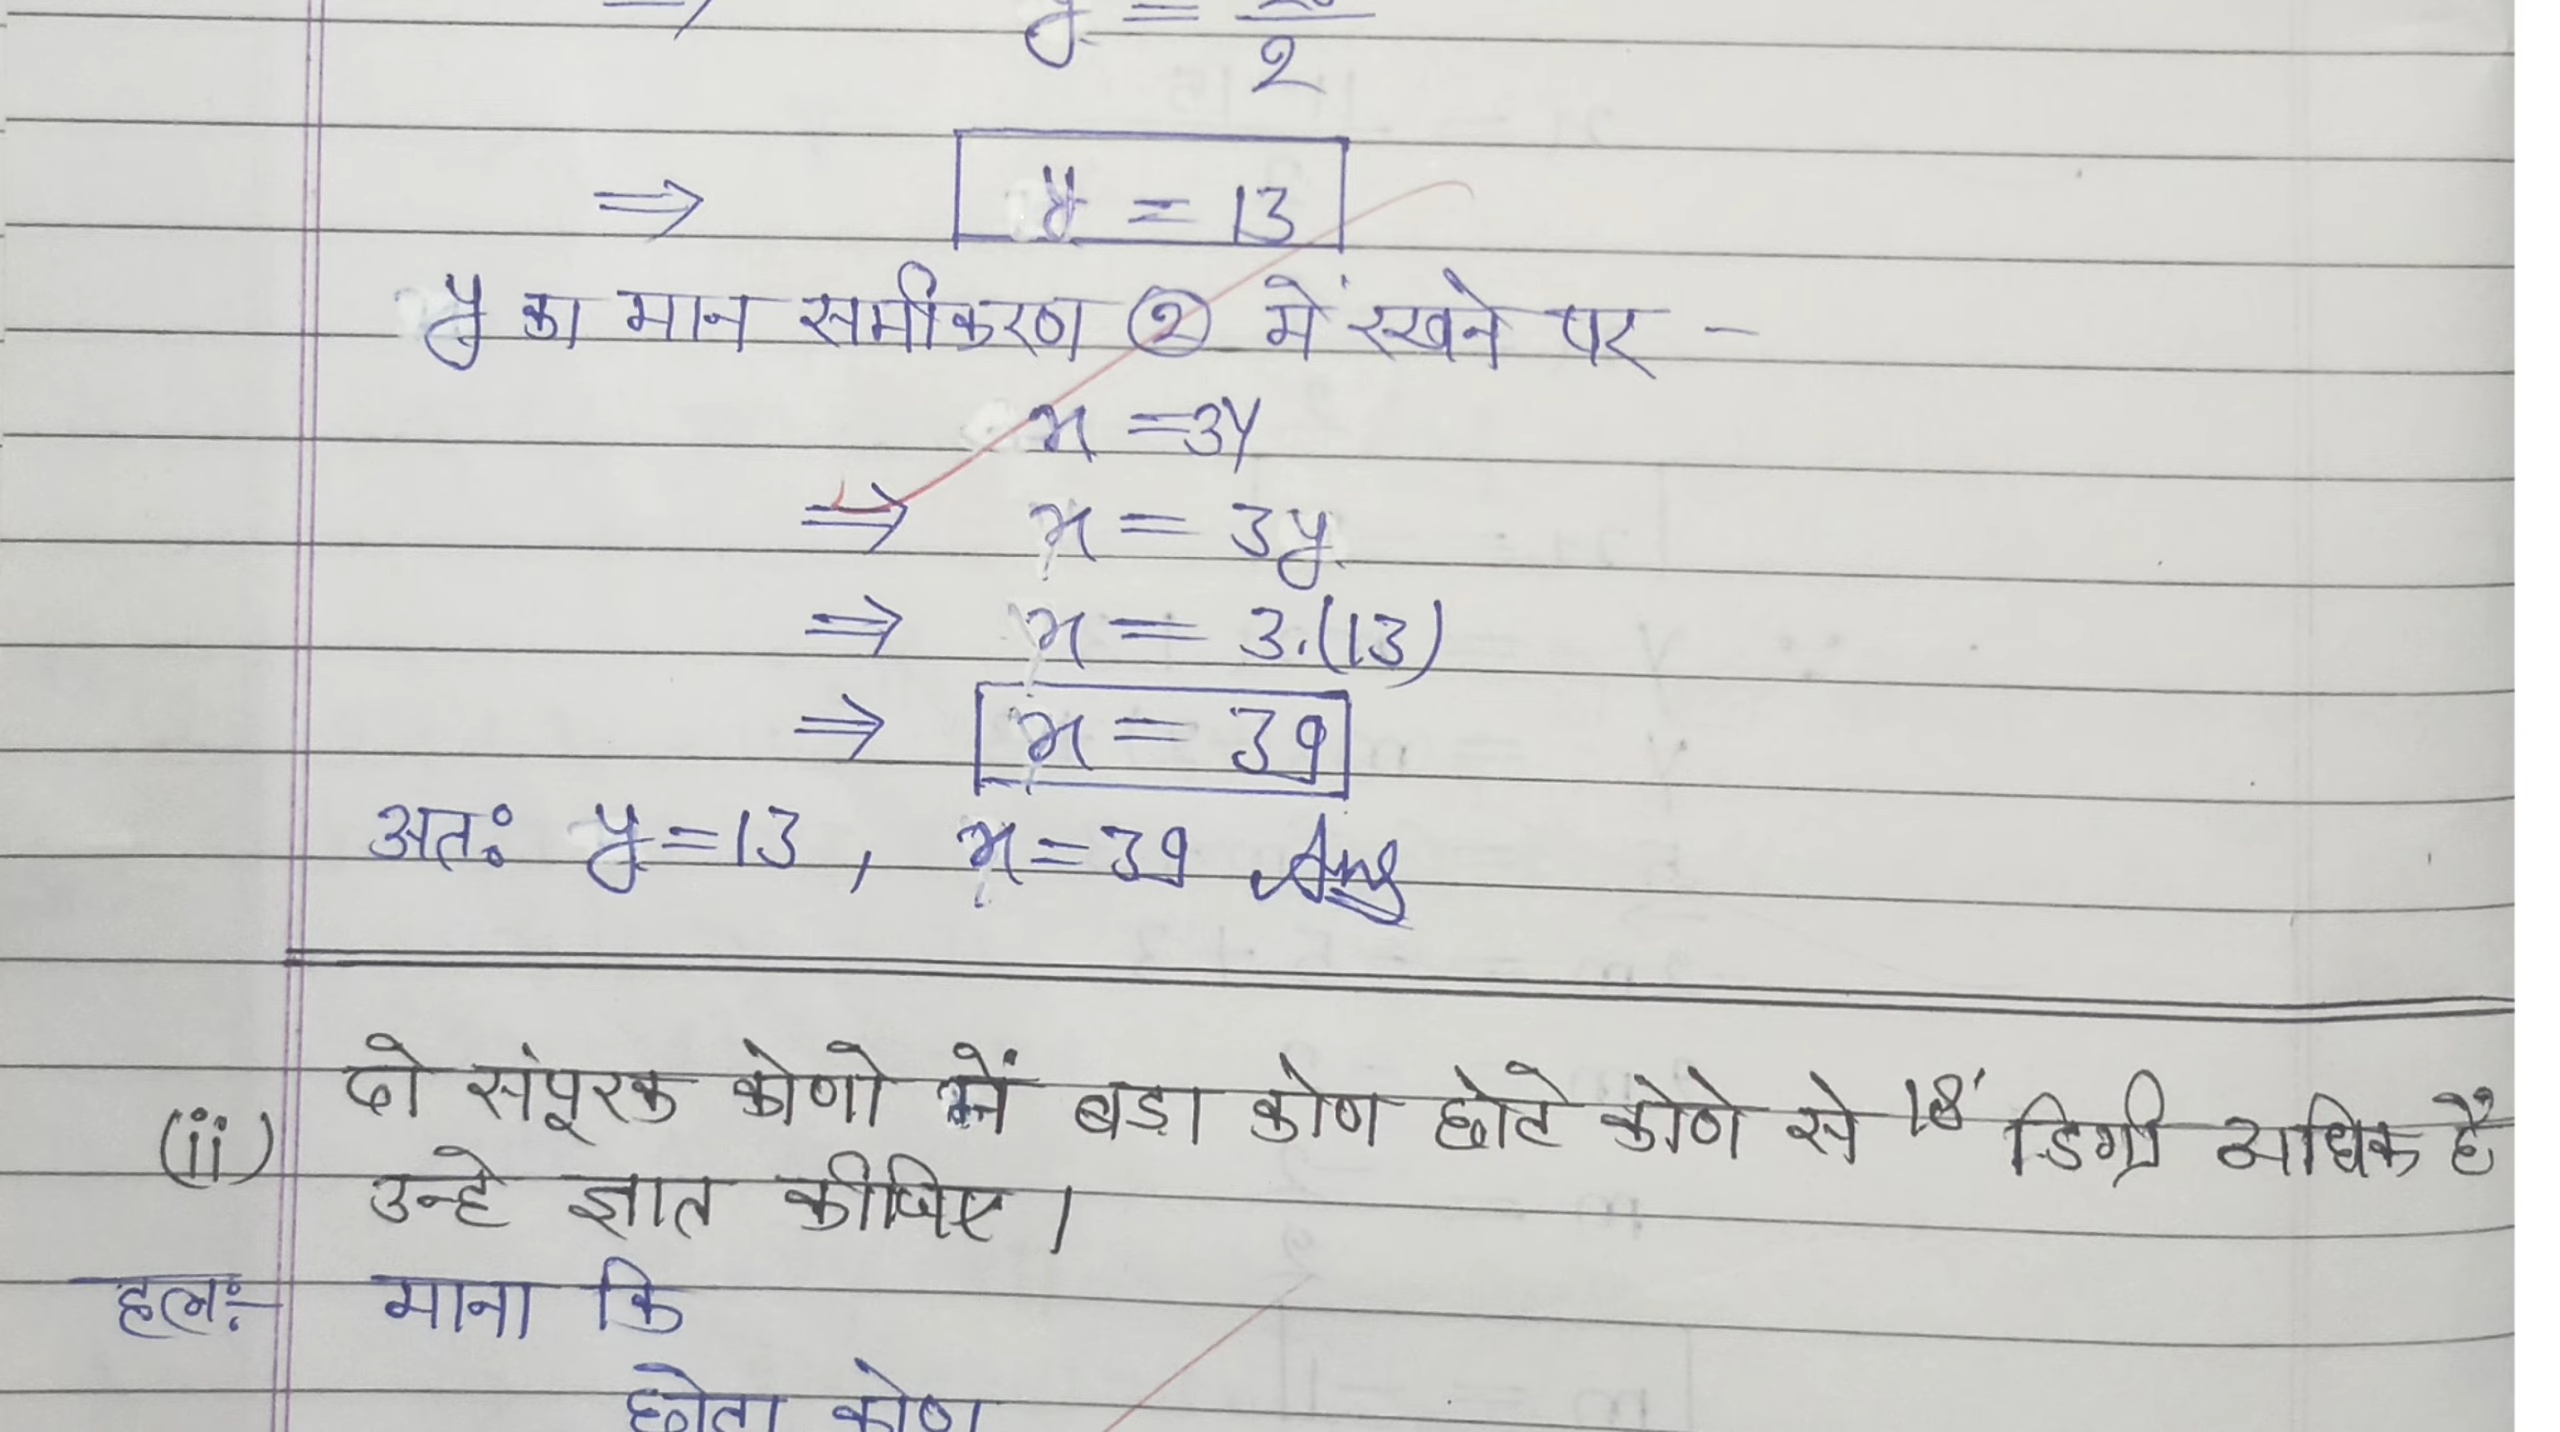 ⇒ y = /2
⇒ y = 13
y का मान समीकरण ② में रखने पर –
x = 3y
⇒ x = 3y
⇒ x = 3.(13)
⇒ x = 39
अतः y = 13 , x = 39 Ans
(ii) दो संपूरक कोणो में बड़ा कोण छोटे कोणे से 18° डिग्री अधिक है
उन्हे ज्ञात कीजिए।
हलः- माना कि
छोता कोण